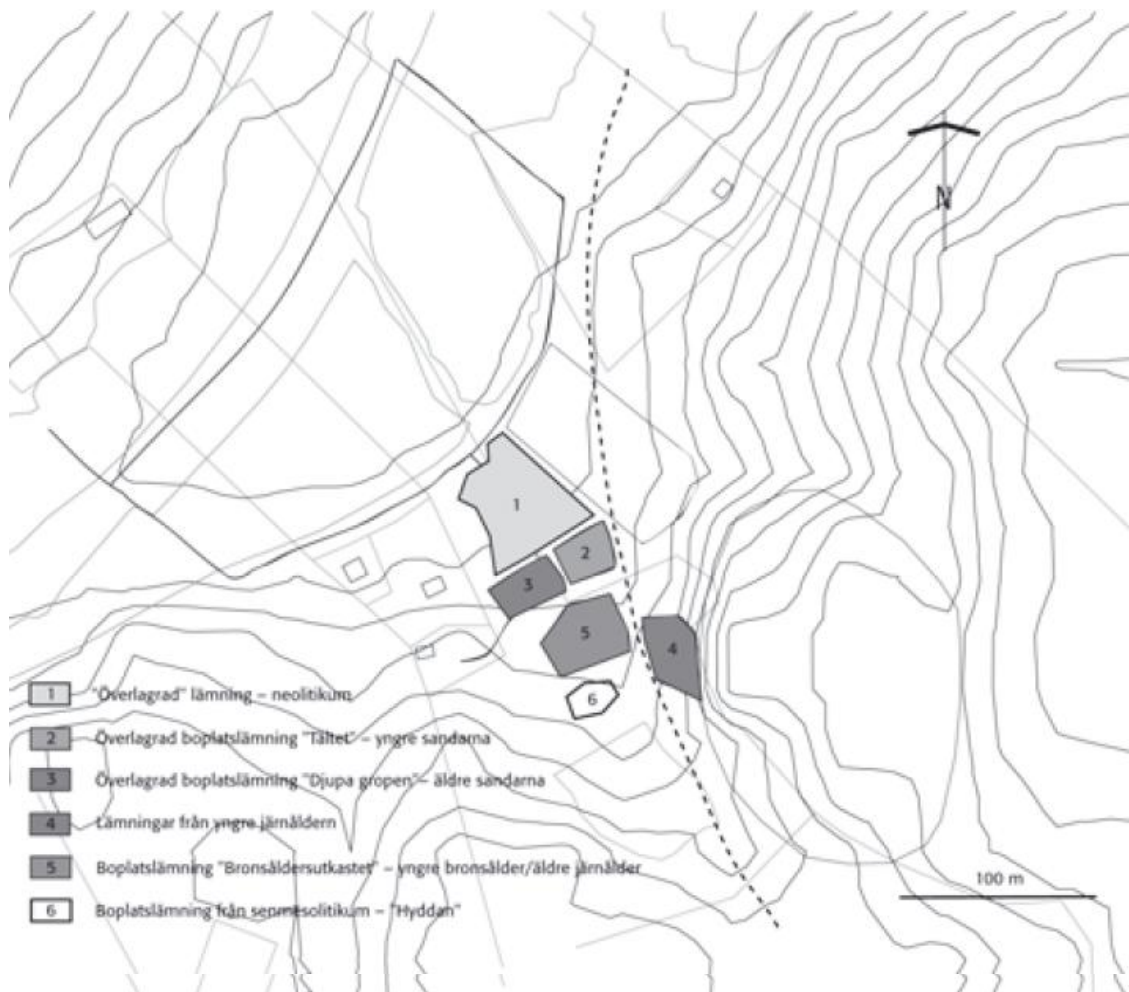 N
1
2
3
5
4
6
1 "Överlagrad" lämning – neolitikum
2 Överlagrad boplatslämning "Tältet" – yngre sandarna
3 Överlagrad boplatslämning "Djupa gropen" – äldre sandarna
4 Lämningar från yngre järnåldern
5 Boplatslämning "Bronsåldersutkastet" – yngre bronsålder/äldre järnålder
6 Boplatslämning från senmesolitikum – "Hyddan"
100 m